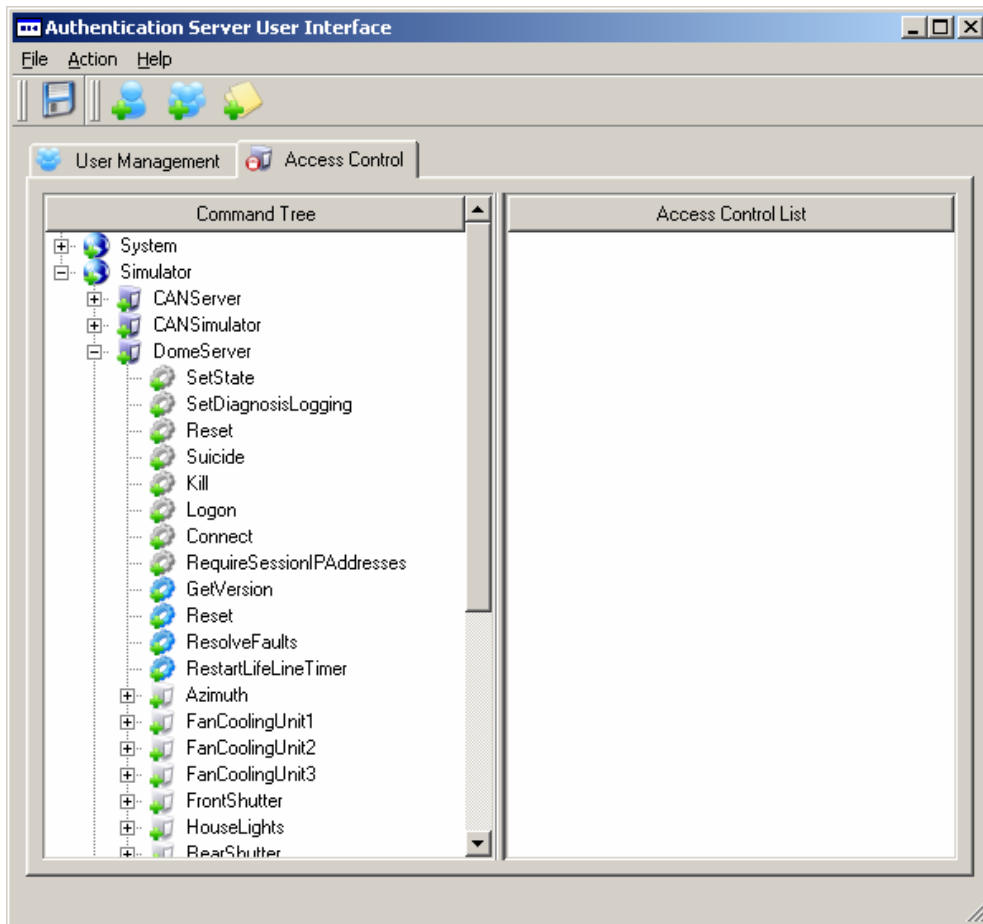 Authentication Server User Interface
File Action Help
User Management Access Control
Command Tree Access Control List
System
Simulator
CANServer
CANSimulator
DomeServer
SetState
SetDiagnosisLogging
Reset
Suicide
Kill
Logon
Connect
RequireSessionIPAddresses
GetVersion
Reset
ResolveFaults
RestartLifeLineTimer
Azimuth
FanCoolingUnit1
FanCoolingUnit2
FanCoolingUnit3
FrontShutter
HouseLights
RearShutter